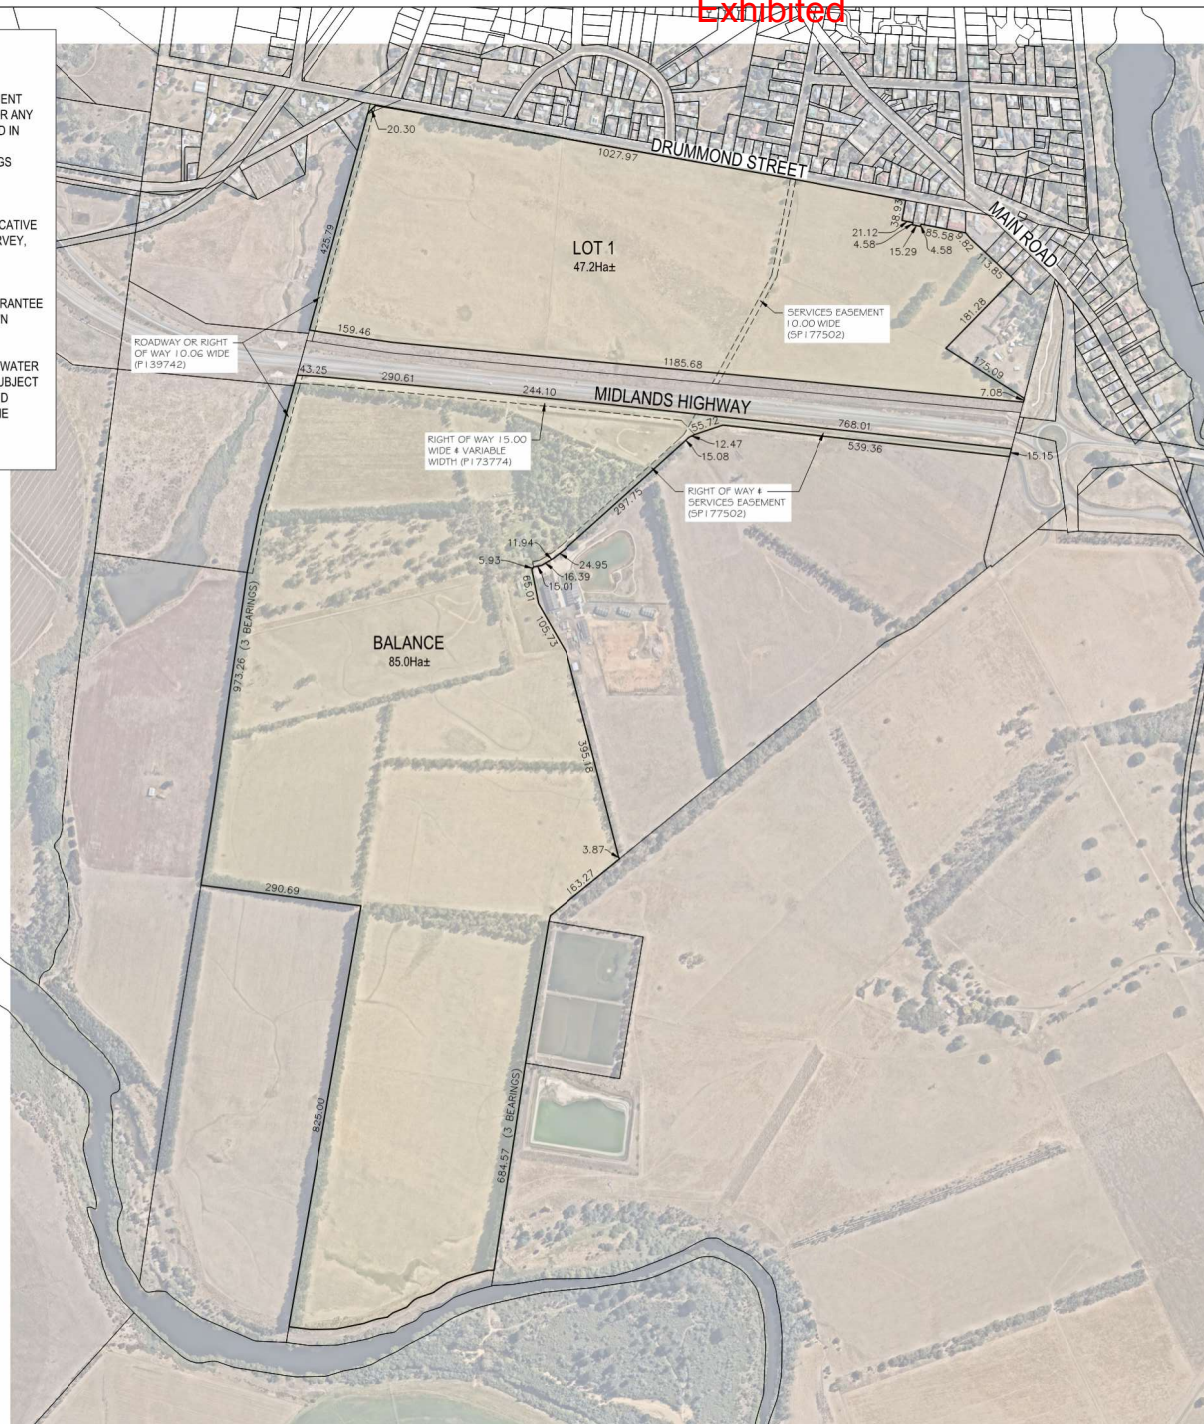 Exhibited
ENT
R ANY
D IN
GS
CATIVE
RVEY,
RANTEE
N
WATER
UBJECT
D
NE
20.30
1027.97
DRUMMOND STREET
MAIN ROAD
425.79
LOT 1
47.2Ha±
38.93
21.12
4.58
15.29
85.58
4.58
9.82
113.85
181.28
175.09
7.08
SERVICES EASEMENT
10.00 WIDE
(SP177502)
ROADWAY OR RIGHT
OF WAY 10.06 WIDE
(P139742)
159.46
1185.68
43.25
290.61
244.10
MIDLANDS HIGHWAY
55.72
768.01
12.47
15.08
539.36
15.15
RIGHT OF WAY 15.00
WIDE & VARIABLE
WIDTH (P173774)
RIGHT OF WAY &
SERVICES EASEMENT
(SP177502)
297.75
11.94
24.95
5.93
16.39
15.01
65.01
105.73
973.26 (3 BEARINGS)
BALANCE
85.0Ha±
395.18
3.87
163.27
290.69
825.00
684.57 (3 BEARINGS)